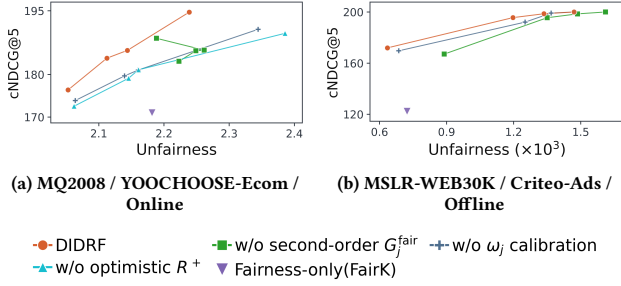 195
180
170
cNDCG@5
2.1 2.2 2.3 2.4
Unfairness
200
160
120
cNDCG@5
0.6 0.9 1.2 1.5
Unfairness (×10³)
(a) MQ2008 / YOOCHOOSE-Ecom /
Online
(b) MSLR-WEB30K / Criteo-Ads /
Offline
DIDRF
w/o second-order G_j^fair
w/o ω_j calibration
w/o optimistic R⁺
Fairness-only(FairK)